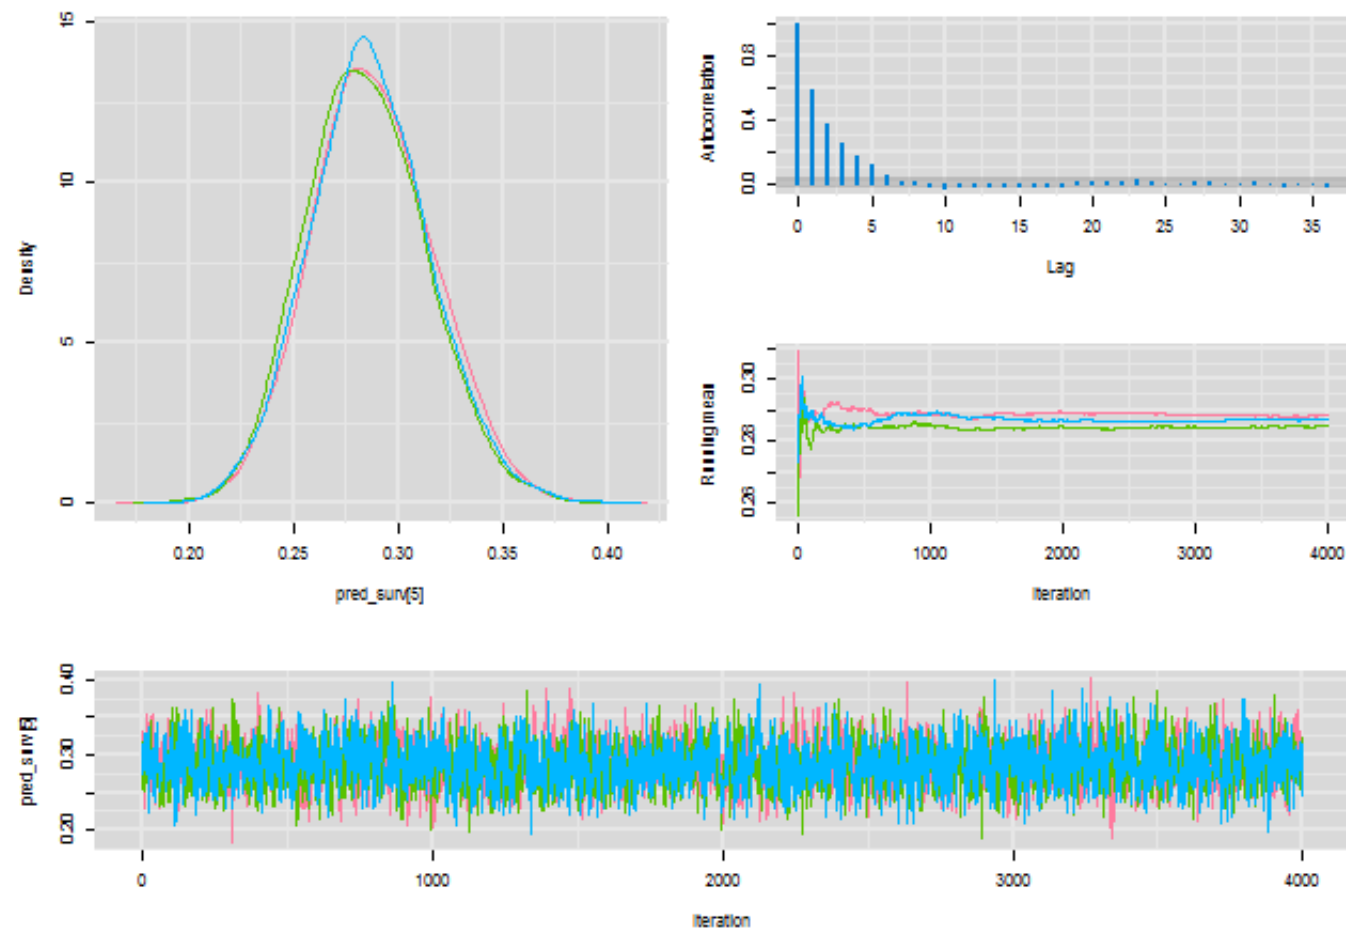 15
10
5
0
Density
0.20 0.25 0.30 0.35 0.40
pred_surv[5]
0.8
0.4
0.0
Autocorrelation
0 5 10 15 20 25 30 35
Lag
0.30
0.28
0.26
Running mean
0 1000 2000 3000 4000
Iteration
0.40
0.30
0.20
pred_surv[5]
0 1000 2000 3000 4000
Iteration